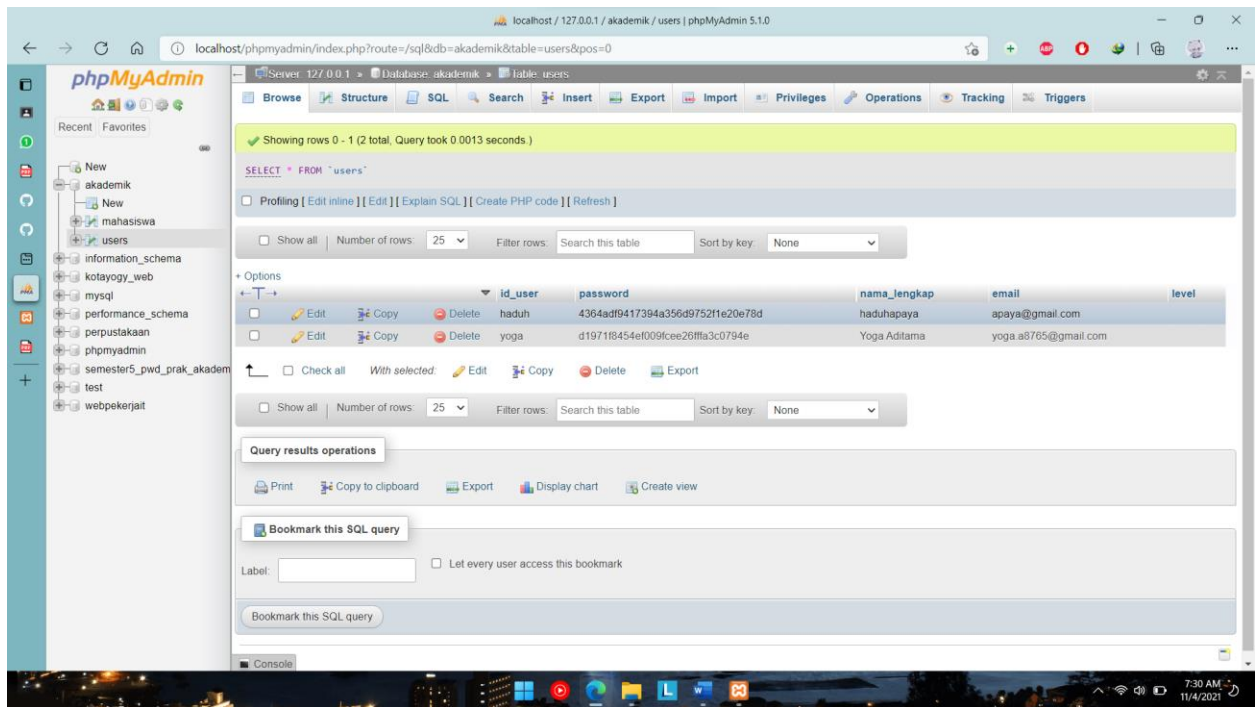 localhost / 127.0.0.1 / akademik / users | phpMyAdmin 5.1.0
localhost/phpmyadmin/index.php?route=/sql&db=akademik&table=users&pos=0
phpMyAdmin
Recent Favorites
New
akademik
New
mahasiswa
users
information_schema
kotayogy_web
mysql
performance_schema
perpustakaan
phpmyadmin
semester5_pwd_prak_akadem
test
webpekerjait
Server: 127.0.0.1 » Database: akademik » Table: users
Browse Structure SQL Search Insert Export Import Privileges Operations Tracking Triggers
Showing rows 0 - 1 (2 total, Query took 0.0013 seconds.)
SELECT * FROM `users`
Profiling [ Edit inline ] [ Edit ] [ Explain SQL ] [ Create PHP code ] [ Refresh ]
Show all | Number of rows: 25 Filter rows: Search this table Sort by key: None
+ Options
←T→ id_user password nama_lengkap email level
Edit Copy Delete haduh 4364adf9417394a356d9752f1e20e78d haduhapaya apaya@gmail.com
Edit Copy Delete yoga Yoga Aditama yoga.a8765@gmail.com
Check all With selected: Edit Copy Delete Export
Show all | Number of rows: 25 Filter rows: Search this table Sort by key: None
Query results operations
Print Copy to clipboard Export Display chart Create view
Bookmark this SQL query
Label: Let every user access this bookmark
Bookmark this SQL query
Console
7:30 AM
11/4/2021